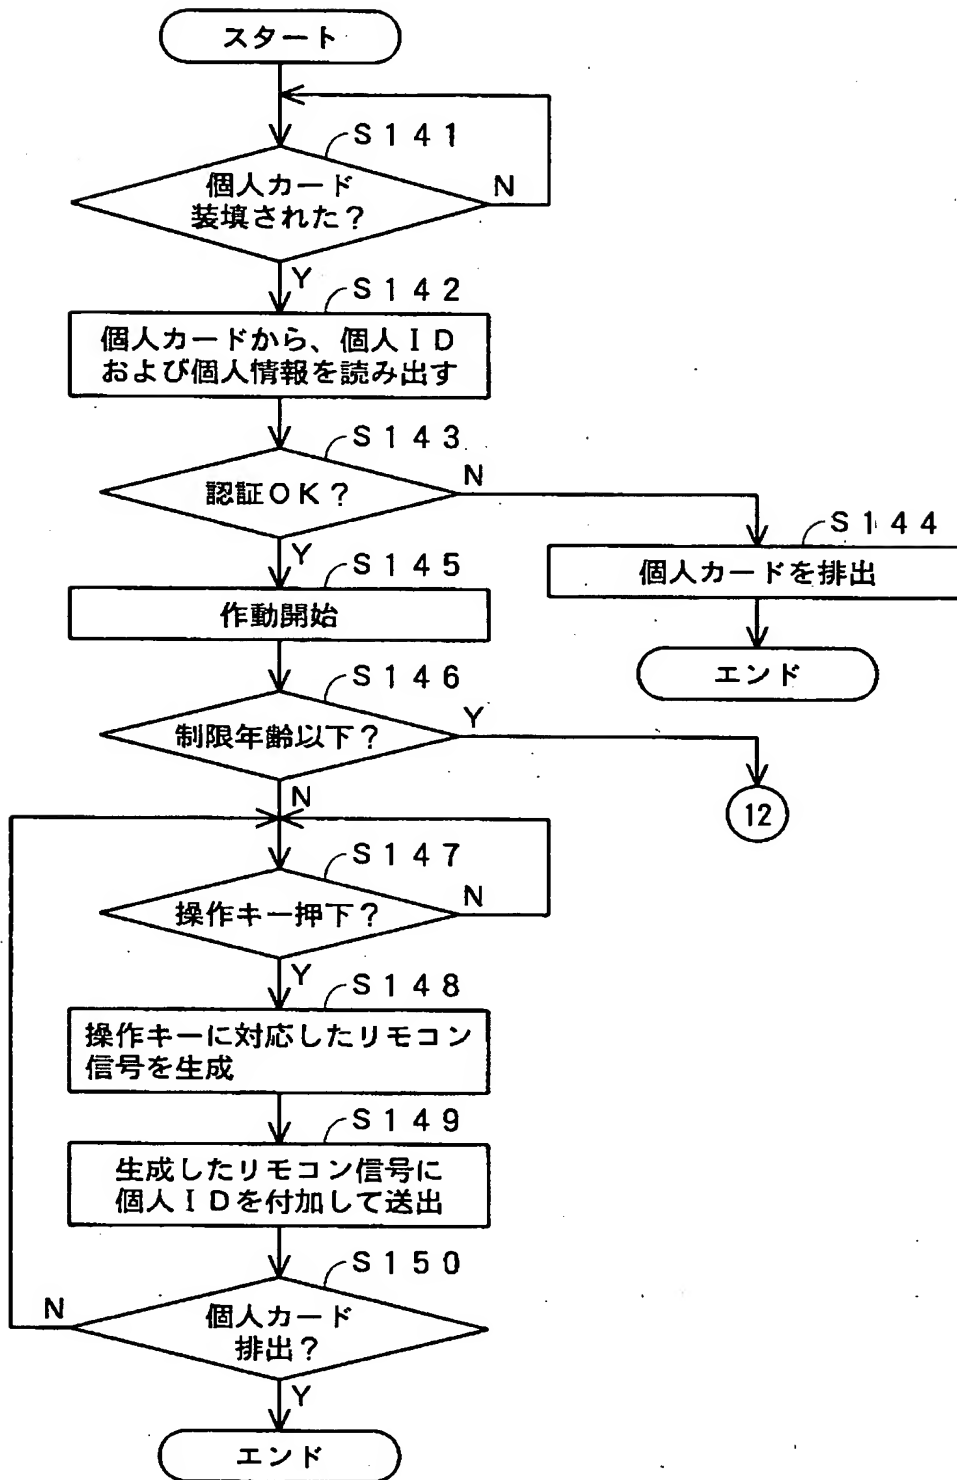 スタート
S141
個人カード
装填された？
N
Y
S142
個人カードから、個人ＩＤ
および個人情報を読み出す
S143
認証ＯＫ？
N
Y
S144
個人カードを排出
エンド
S145
作動開始
S146
制限年齢以下？
Y
N
12
S147
操作キー押下？
N
Y
S148
操作キーに対応したリモコン
信号を生成
S149
生成したリモコン信号に
個人ＩＤを付加して送出
S150
個人カード
排出？
N
Y
エンド